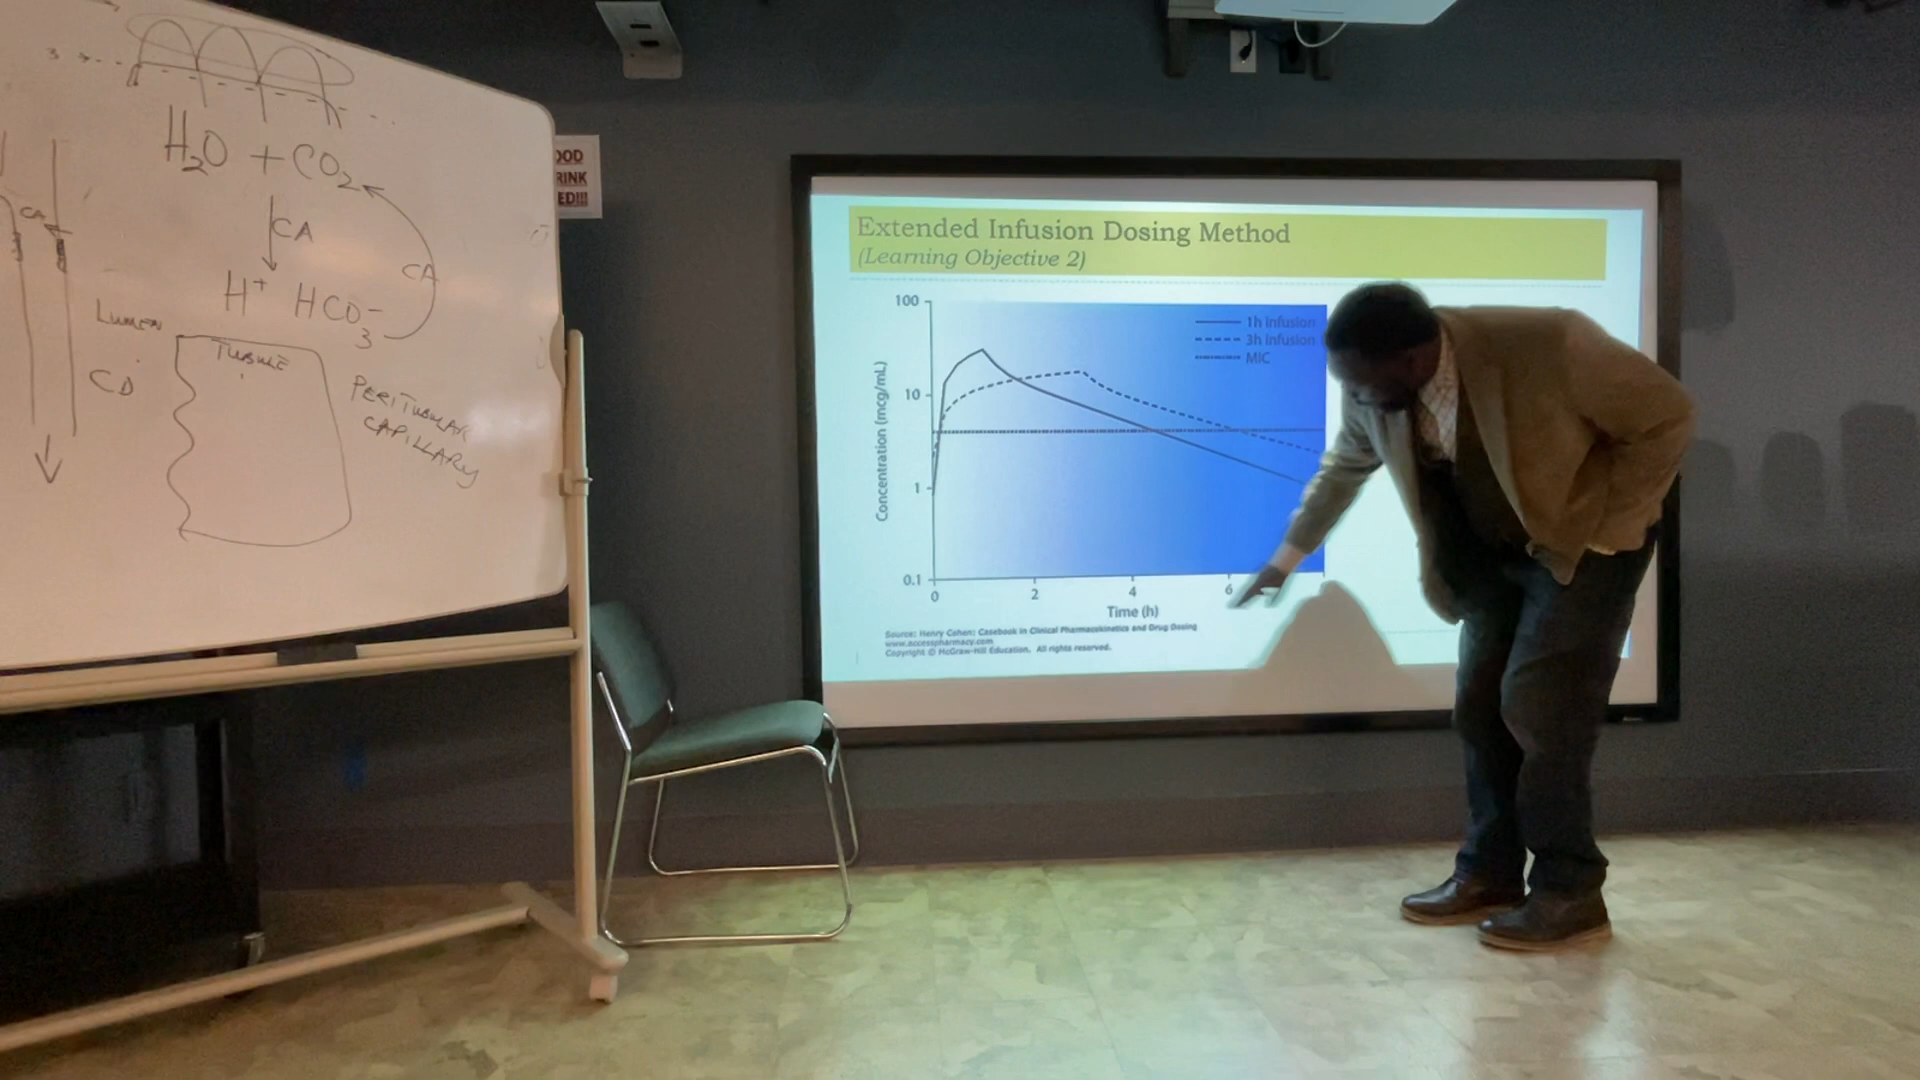 3
H₂O + CO₂
CA
CA
CA
H⁺ HCO₃⁻
LUMEN
TUBULE
CD
PERITUBULAR
CAPILLARY
OOD
RINK
ED!!!
Extended Infusion Dosing Method
(Learning Objective 2)
100
10
1
0.1
Concentration (mcg/mL)
1h Infusion
3h Infusion
MIC
0 2 4 6
Time (h)
Source: Henry Cohen: Casebook in Clinical Pharmacokinetics and Drug Dosing
www.accesspharmacy.com
Copyright © McGraw-Hill Education. All rights reserved.